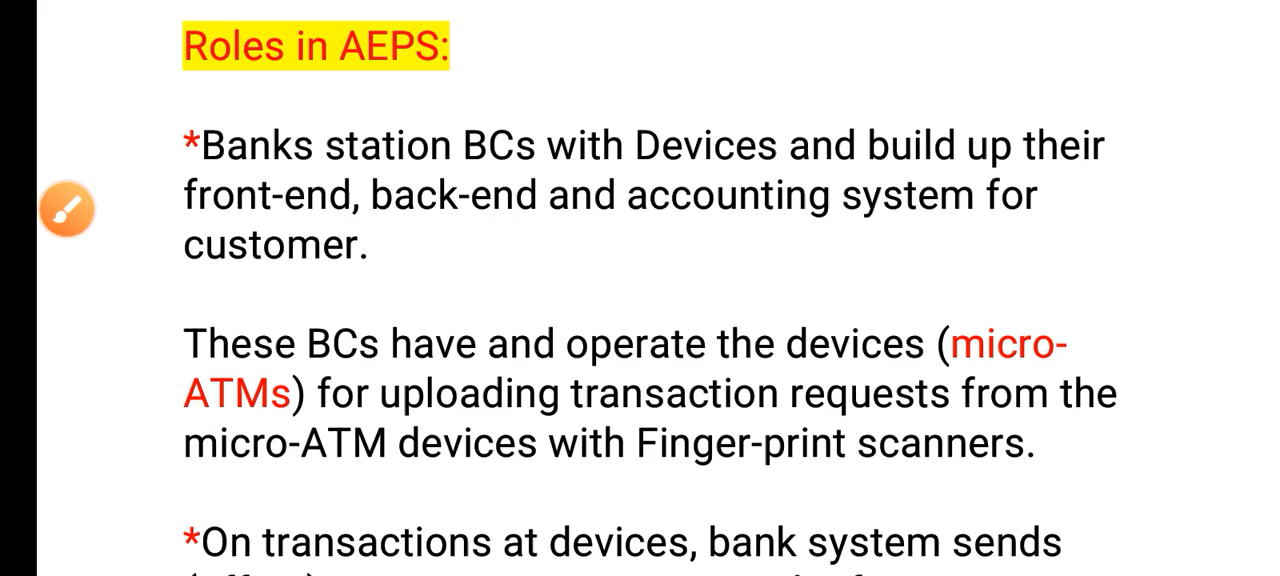 Roles in AEPS:
*Banks station BCs with Devices and build up their
front-end, back-end and accounting system for
customer.
These BCs have and operate the devices (micro-
ATMs) for uploading transaction requests from the
micro-ATM devices with Finger-print scanners.
*On transactions at devices, bank system sends